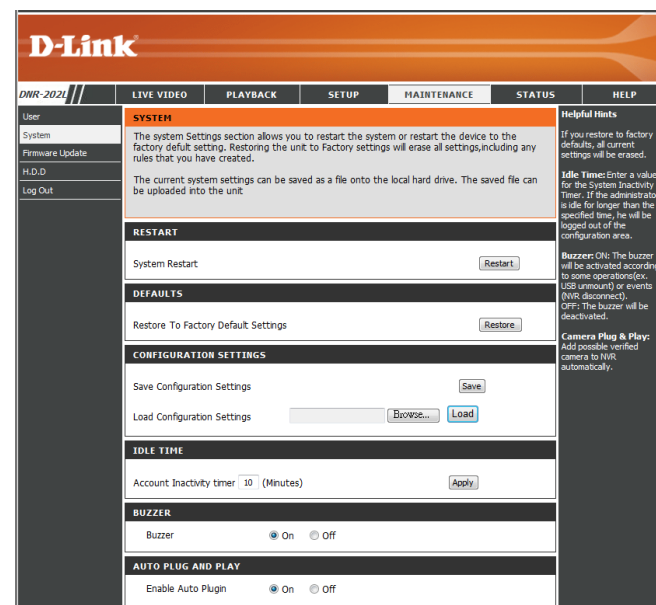 D-Link
DNR-202L
LIVE VIDEO
PLAYBACK
SETUP
MAINTENANCE
STATUS
HELP
User
System
Firmware Update
H.D.D
Log Out
SYSTEM
The system Settings section allows you to restart the system or restart the device to the
factory defult setting. Restoring the unit to Factory settings will erase all settings,including any
rules that you have created.
The current system settings can be saved as a file onto the local hard drive. The saved file can
be uploaded into the unit
RESTART
System Restart
Restart
DEFAULTS
Restore To Factory Default Settings
Restore
CONFIGURATION SETTINGS
Save Configuration Settings
Save
Load Configuration Settings
Browse...
Load
IDLE TIME
Account Inactivity timer 10 (Minutes)
Apply
BUZZER
Buzzer
On
Off
AUTO PLUG AND PLAY
Enable Auto Plugin
On
Off
Helpful Hints
If you restore to factory
defaults, all current
settings will be erased.
Idle Time: Enter a value
for the System Inactivity
Timer. If the administrato
is idle for longer than the
specified time, he will be
logged out of the
configuration area.
Buzzer: ON: The buzzer
will be activated according
to some operations(ex.
USB unmount) or events
(NVR disconnect).
OFF: The buzzer will be
deactivated.
Camera Plug & Play:
Add possible verified
camera to NVR
automatically.